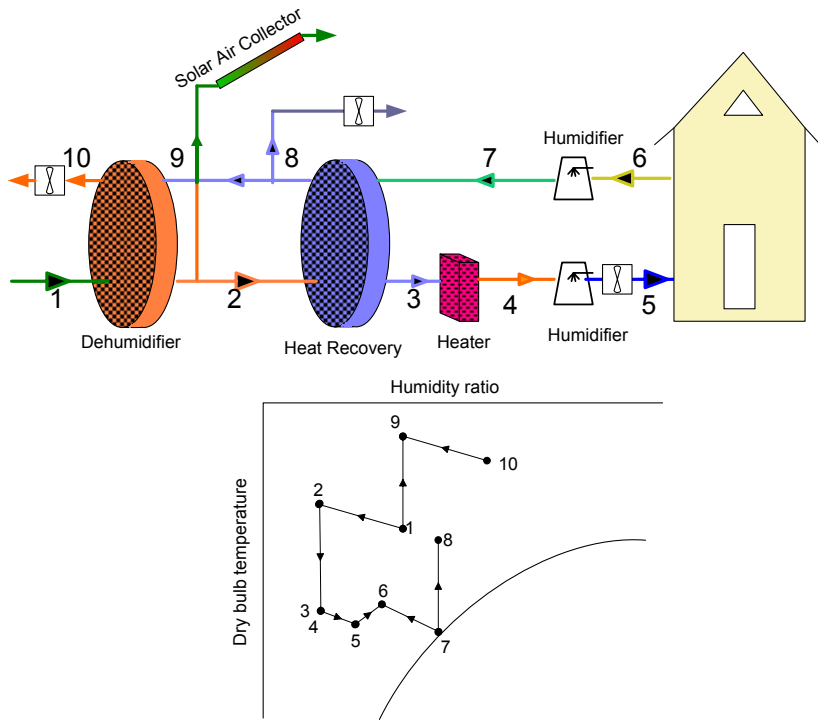 Solar Air Collector
10
9
8
7
Humidifier
6
1
2
3
4
5
Dehumidifier
Heat Recovery
Heater
Humidifier
Humidity ratio
Dry bulb temperature
9
10
2
1
8
3
4
5
6
7